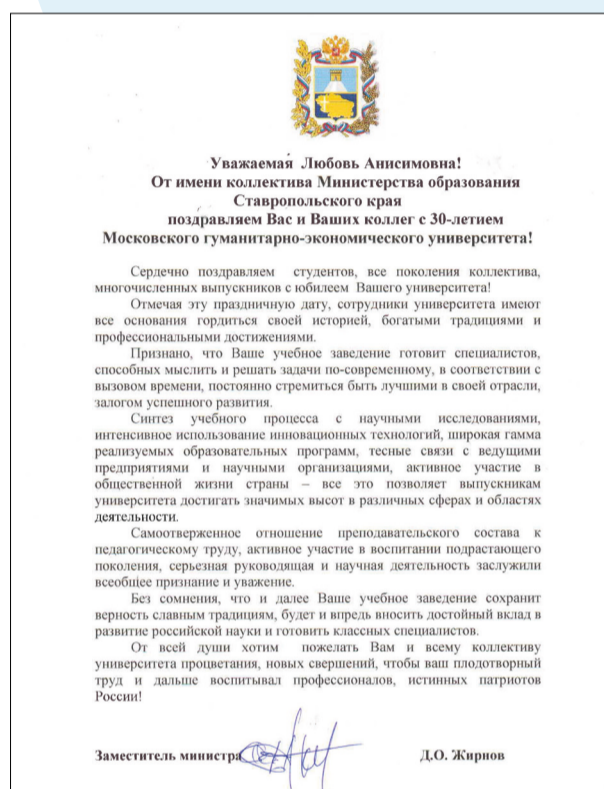 Уважаемая Любовь Анисимовна!
От имени коллектива Министерства образования
Ставропольского края
поздравляем Вас и Ваших коллег с 30-летием
Московского гуманитарно-экономического университета!
Сердечно поздравляем студентов, все поколения коллектива,
многочисленных выпускников с юбилеем Вашего университета!
Отмечая эту праздничную дату, сотрудники университета имеют
все основания гордиться своей историей, богатыми традициями и
профессиональными достижениями.
Признано, что Ваше учебное заведение готовит специалистов,
способных мыслить и решать задачи по-современному, в соответствии с
вызовом времени, постоянно стремиться быть лучшими в своей отрасли,
залогом успешного развития.
Синтез учебного процесса с научными исследованиями,
интенсивное использование инновационных технологий, широкая гамма
реализуемых образовательных программ, тесные связи с ведущими
предприятиями и научными организациями, активное участие в
общественной жизни страны – все это позволяет выпускникам
университета достигать значимых высот в различных сферах и областях
деятельности.
Самоотверженное отношение преподавательского состава к
педагогическому труду, активное участие в воспитании подрастающего
поколения, серьезная руководящая и научная деятельность заслужили
всеобщее признание и уважение.
Без сомнения, что и далее Ваше учебное заведение сохранит
верность славным традициям, будет и впредь вносить достойный вклад в
развитие российской науки и готовить классных специалистов.
От всей души хотим пожелать Вам и всему коллективу
университета процветания, новых свершений, чтобы ваш плодотворный
труд и дальше воспитывал профессионалов, истинных патриотов
России!
Заместитель министра Д.О. Жирнов